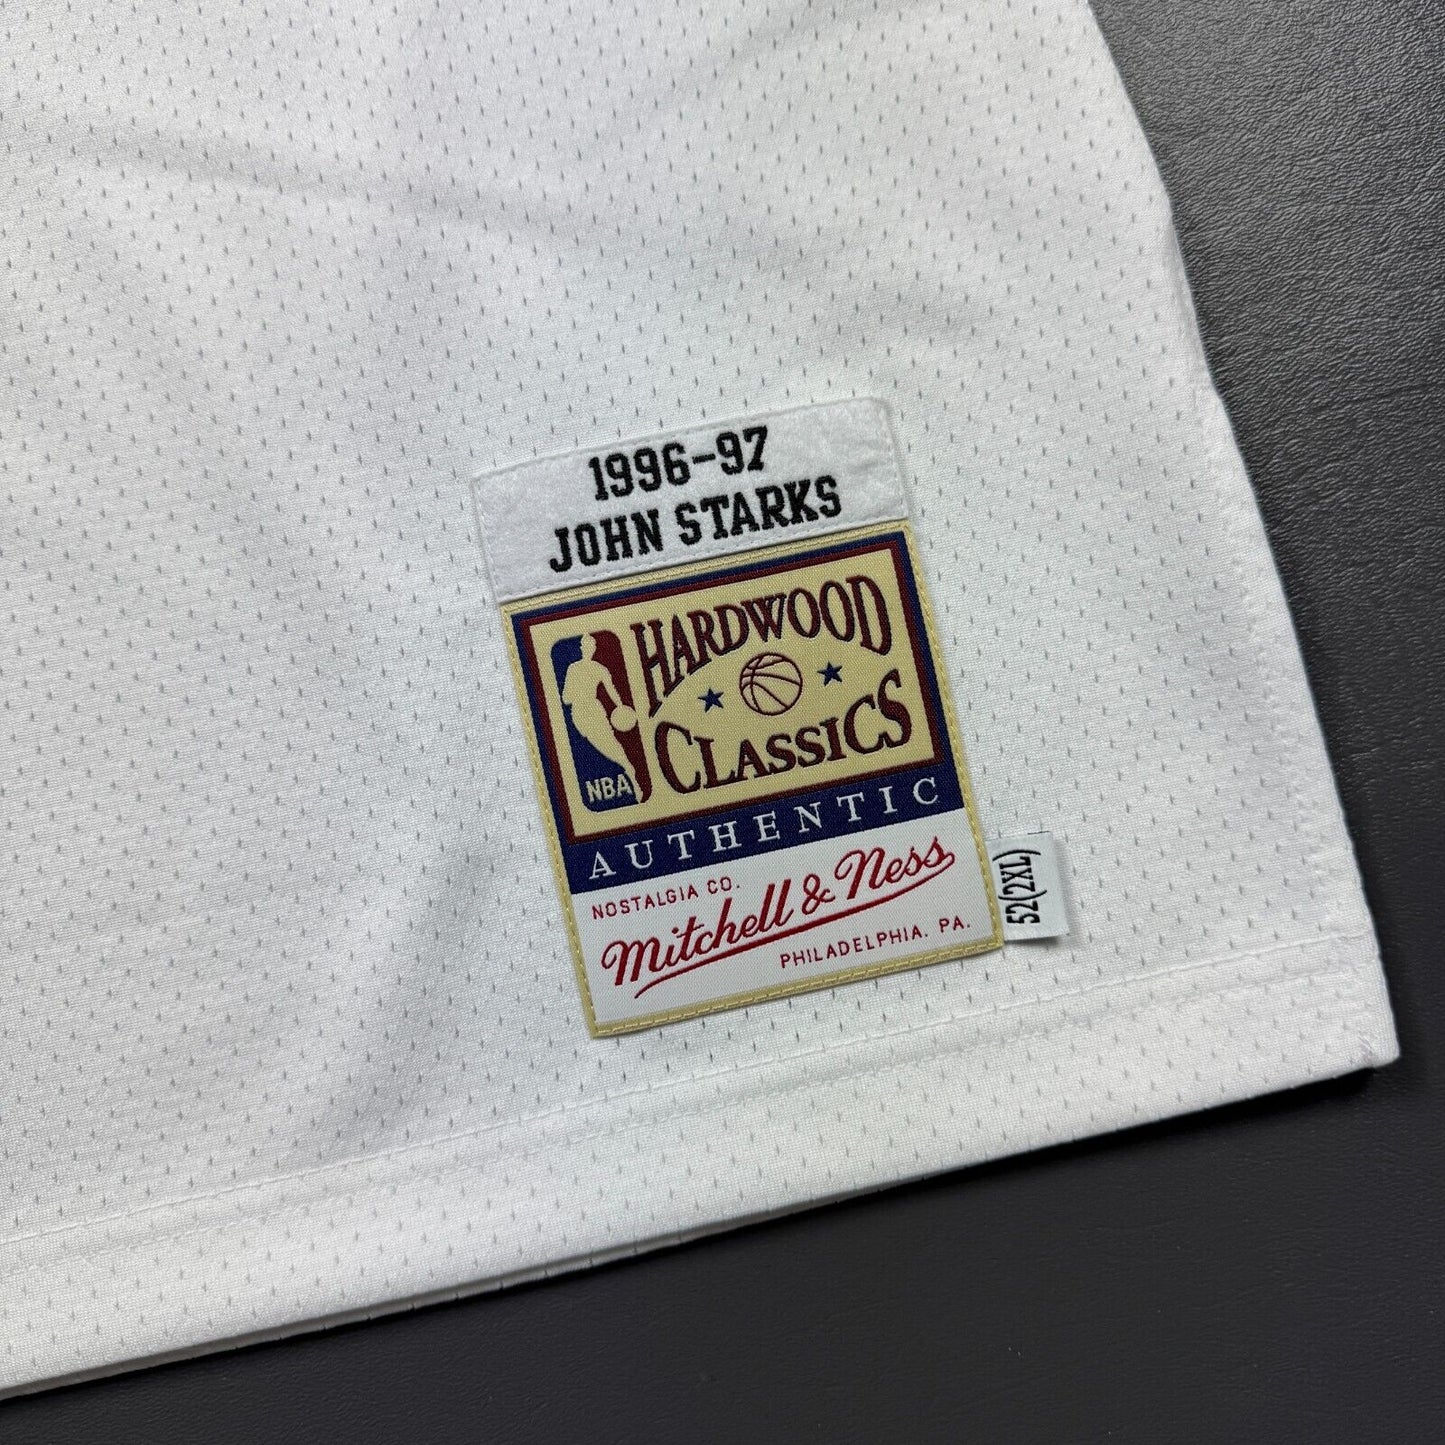 1996-97
JOHN STARKS
HARDWOOD
CLASSICS
NBA
AUTHENTIC
NOSTALGIA CO.
Mitchell & Ness
PHILADELPHIA. PA.
52(2XL)